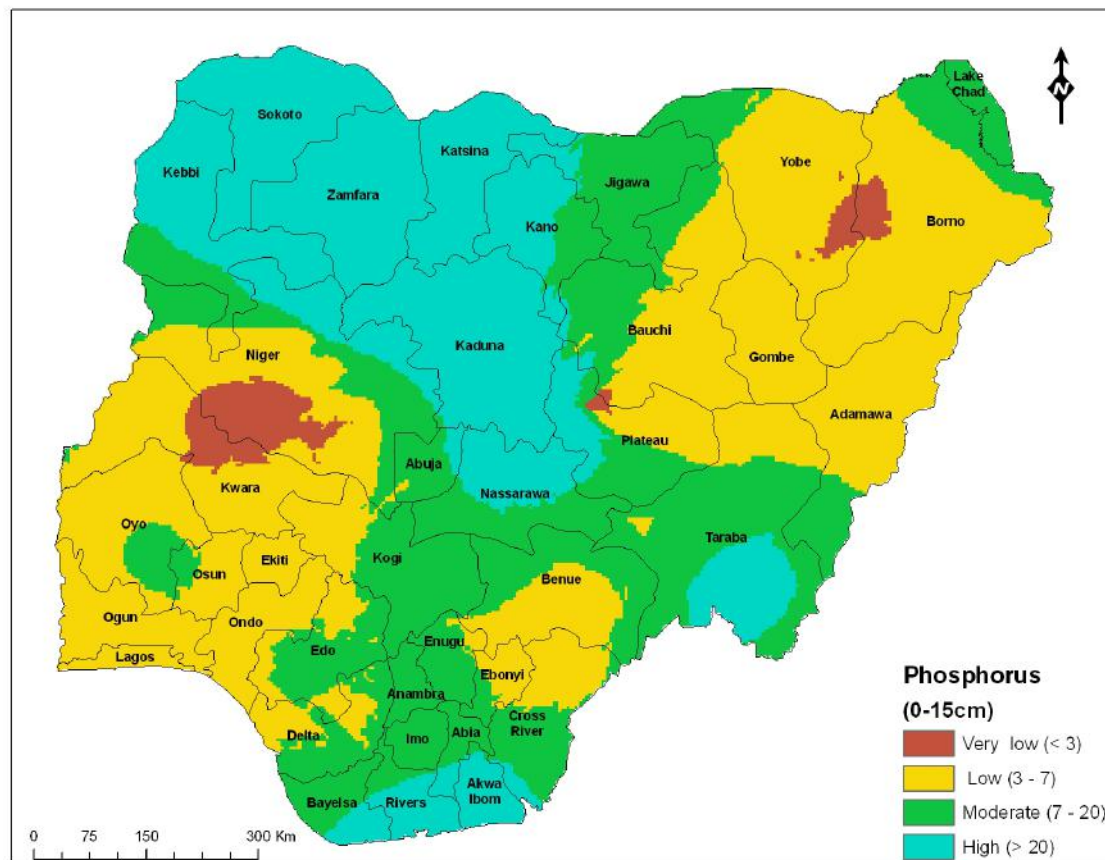 N
Lake
Chad
Sokoto
Katsina
Yobe
Kebbi
Jigawa
Zamfara
Kano
Borno
Bauchi
Niger
Kaduna
Gombe
Adamawa
Plateau
Abuja
Kwara
Nassarawa
Oyo
Taraba
Kogi
Ekiti
Osun
Benue
Ogun
Ondo
Enugu
Edo
Lagos
Ebonyi
Anambra
Cross
River
Delta
Imo
Abia
Akwa
Ibom
Bayelsa
Rivers
Phosphorus
(0-15cm)
Very low (< 3)
Low (3 - 7)
Moderate (7 - 20)
High (> 20)
0 75 150 300 Km